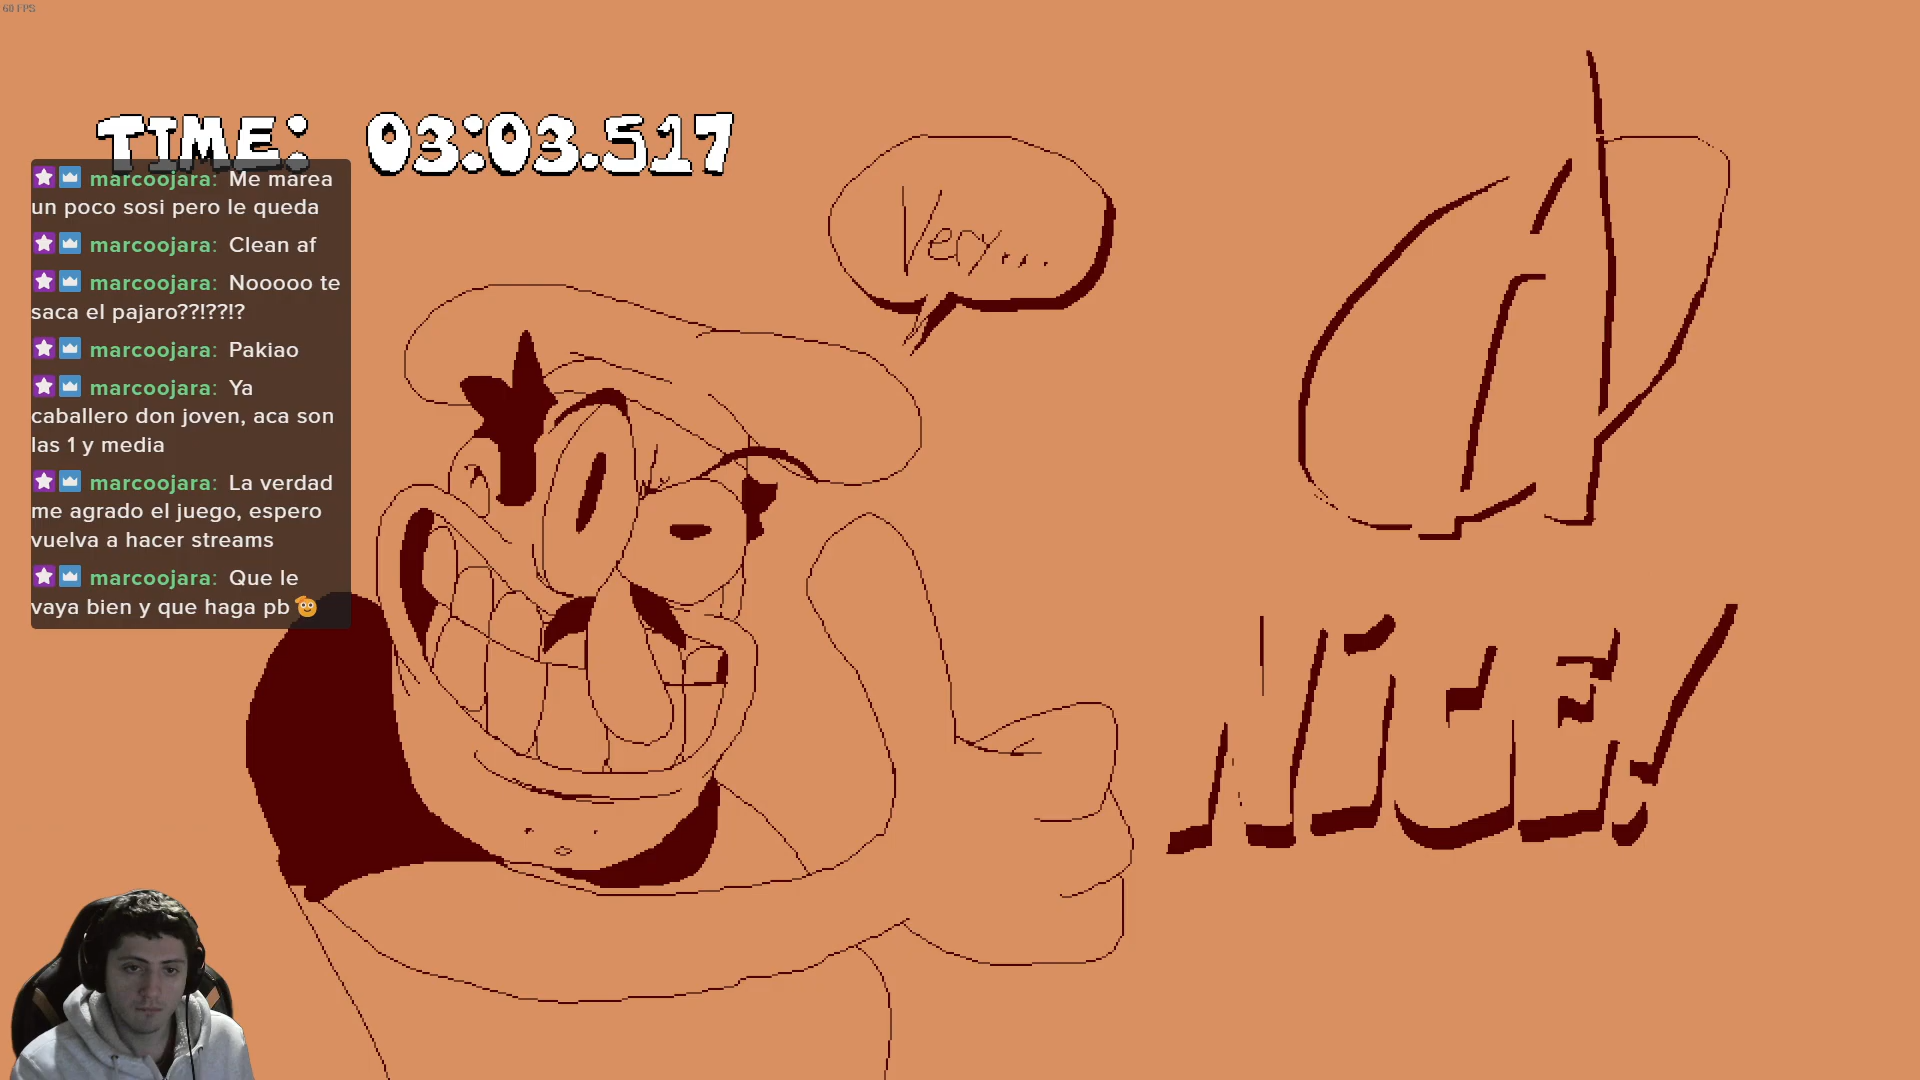 60 FPS
TIME: 03:03.517
marcoojara: Me marea
un poco sosi pero le queda
marcoojara: Clean af
marcoojara: Nooooo te
saca el pajaro??!??!?
marcoojara: Pakiao
marcoojara: Ya
caballero don joven, aca son
las 1 y media
marcoojara: La verdad
me agrado el juego, espero
vuelva a hacer streams
marcoojara: Que le
vaya bien y que haga pb
Very...
NICE!